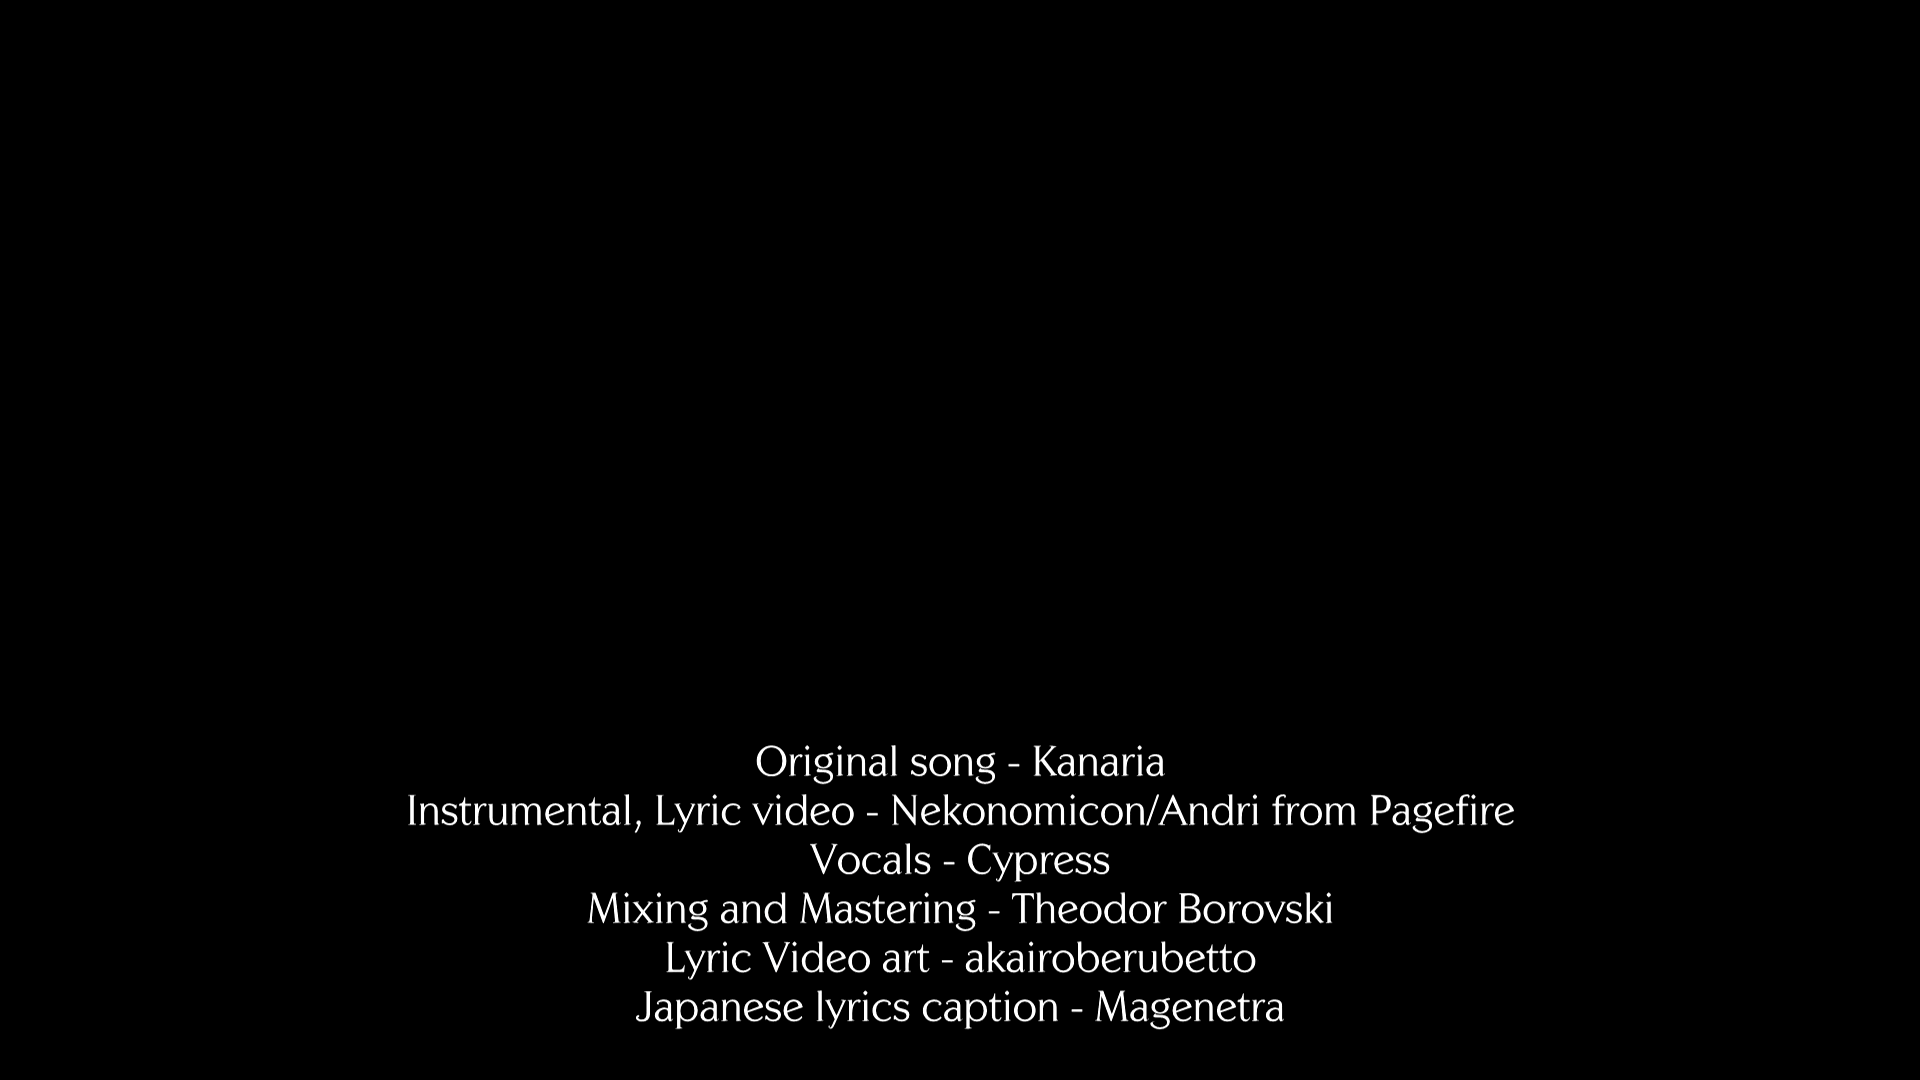 Original song - Kanaria
Instrumental, Lyric video - Nekonomicon/Andri from Pagefire
Vocals - Cypress
Mixing and Mastering - Theodor Borovski
Lyric Video art - akairoberubetto
Japanese lyrics caption - Magenetra